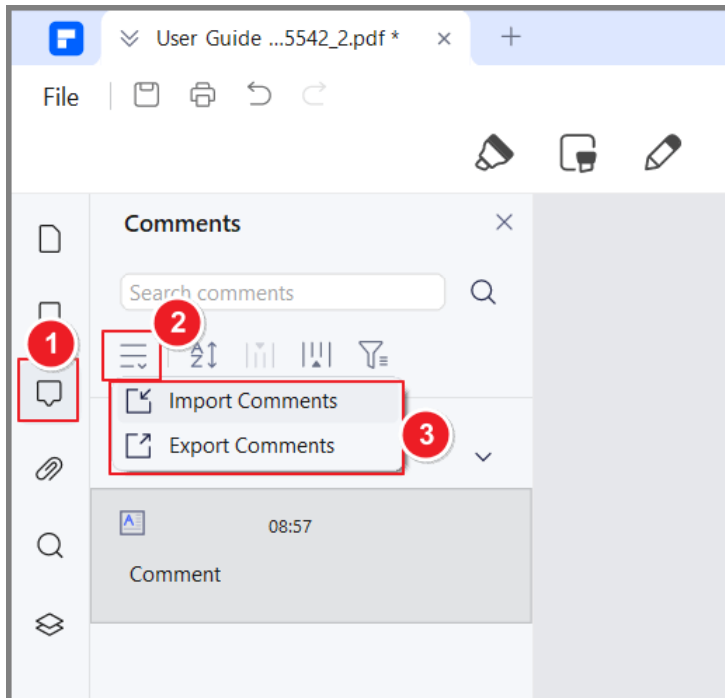 User Guide ...5542_2.pdf *
File
Comments
Search comments
1
2
Import Comments
Export Comments
3
08:57
Comment